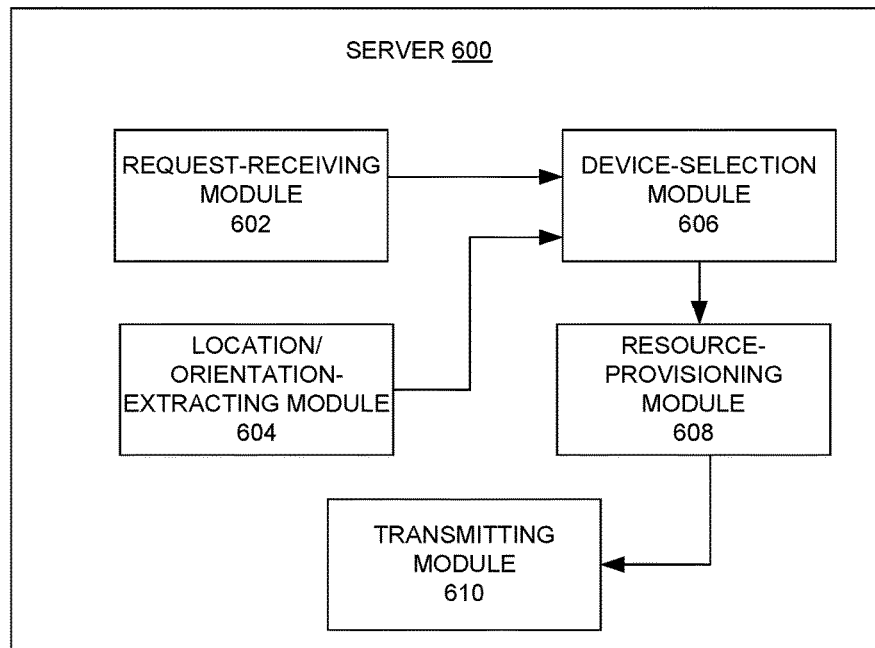 SERVER 600
REQUEST-RECEIVING
MODULE
602
DEVICE-SELECTION
MODULE
606
LOCATION/
ORIENTATION-
EXTRACTING MODULE
604
RESOURCE-
PROVISIONING
MODULE
608
TRANSMITTING
MODULE
610